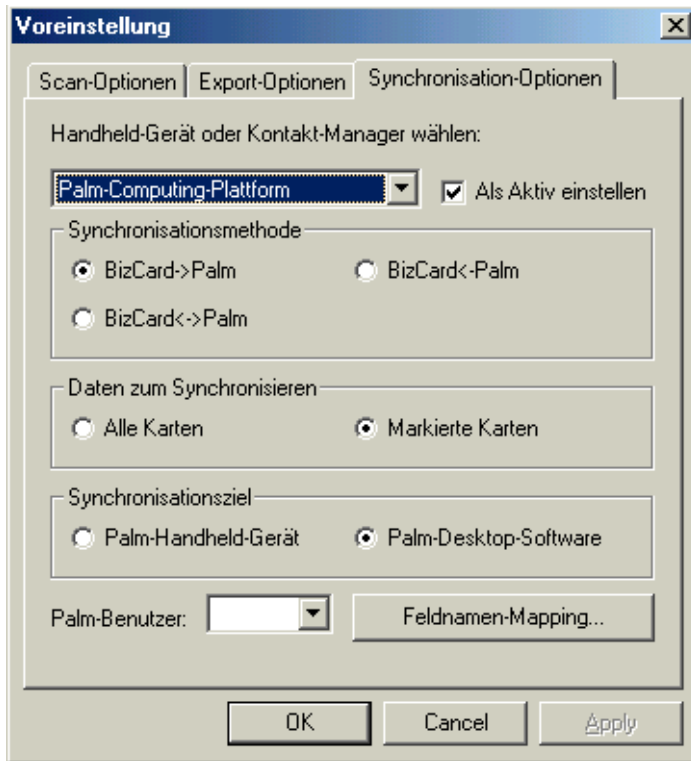 Voreinstellung
Scan-Optionen Export-Optionen Synchronisation-Optionen
Handheld-Gerät oder Kontakt-Manager wählen:
Palm-Computing-Plattform Als Aktiv einstellen
Synchronisationsmethode
BizCard->Palm BizCard<-Palm
BizCard<->Palm
Daten zum Synchronisieren
Alle Karten Markierte Karten
Synchronisationsziel
Palm-Handheld-Gerät Palm-Desktop-Software
Palm-Benutzer: Feldnamen-Mapping...
OK Cancel Apply